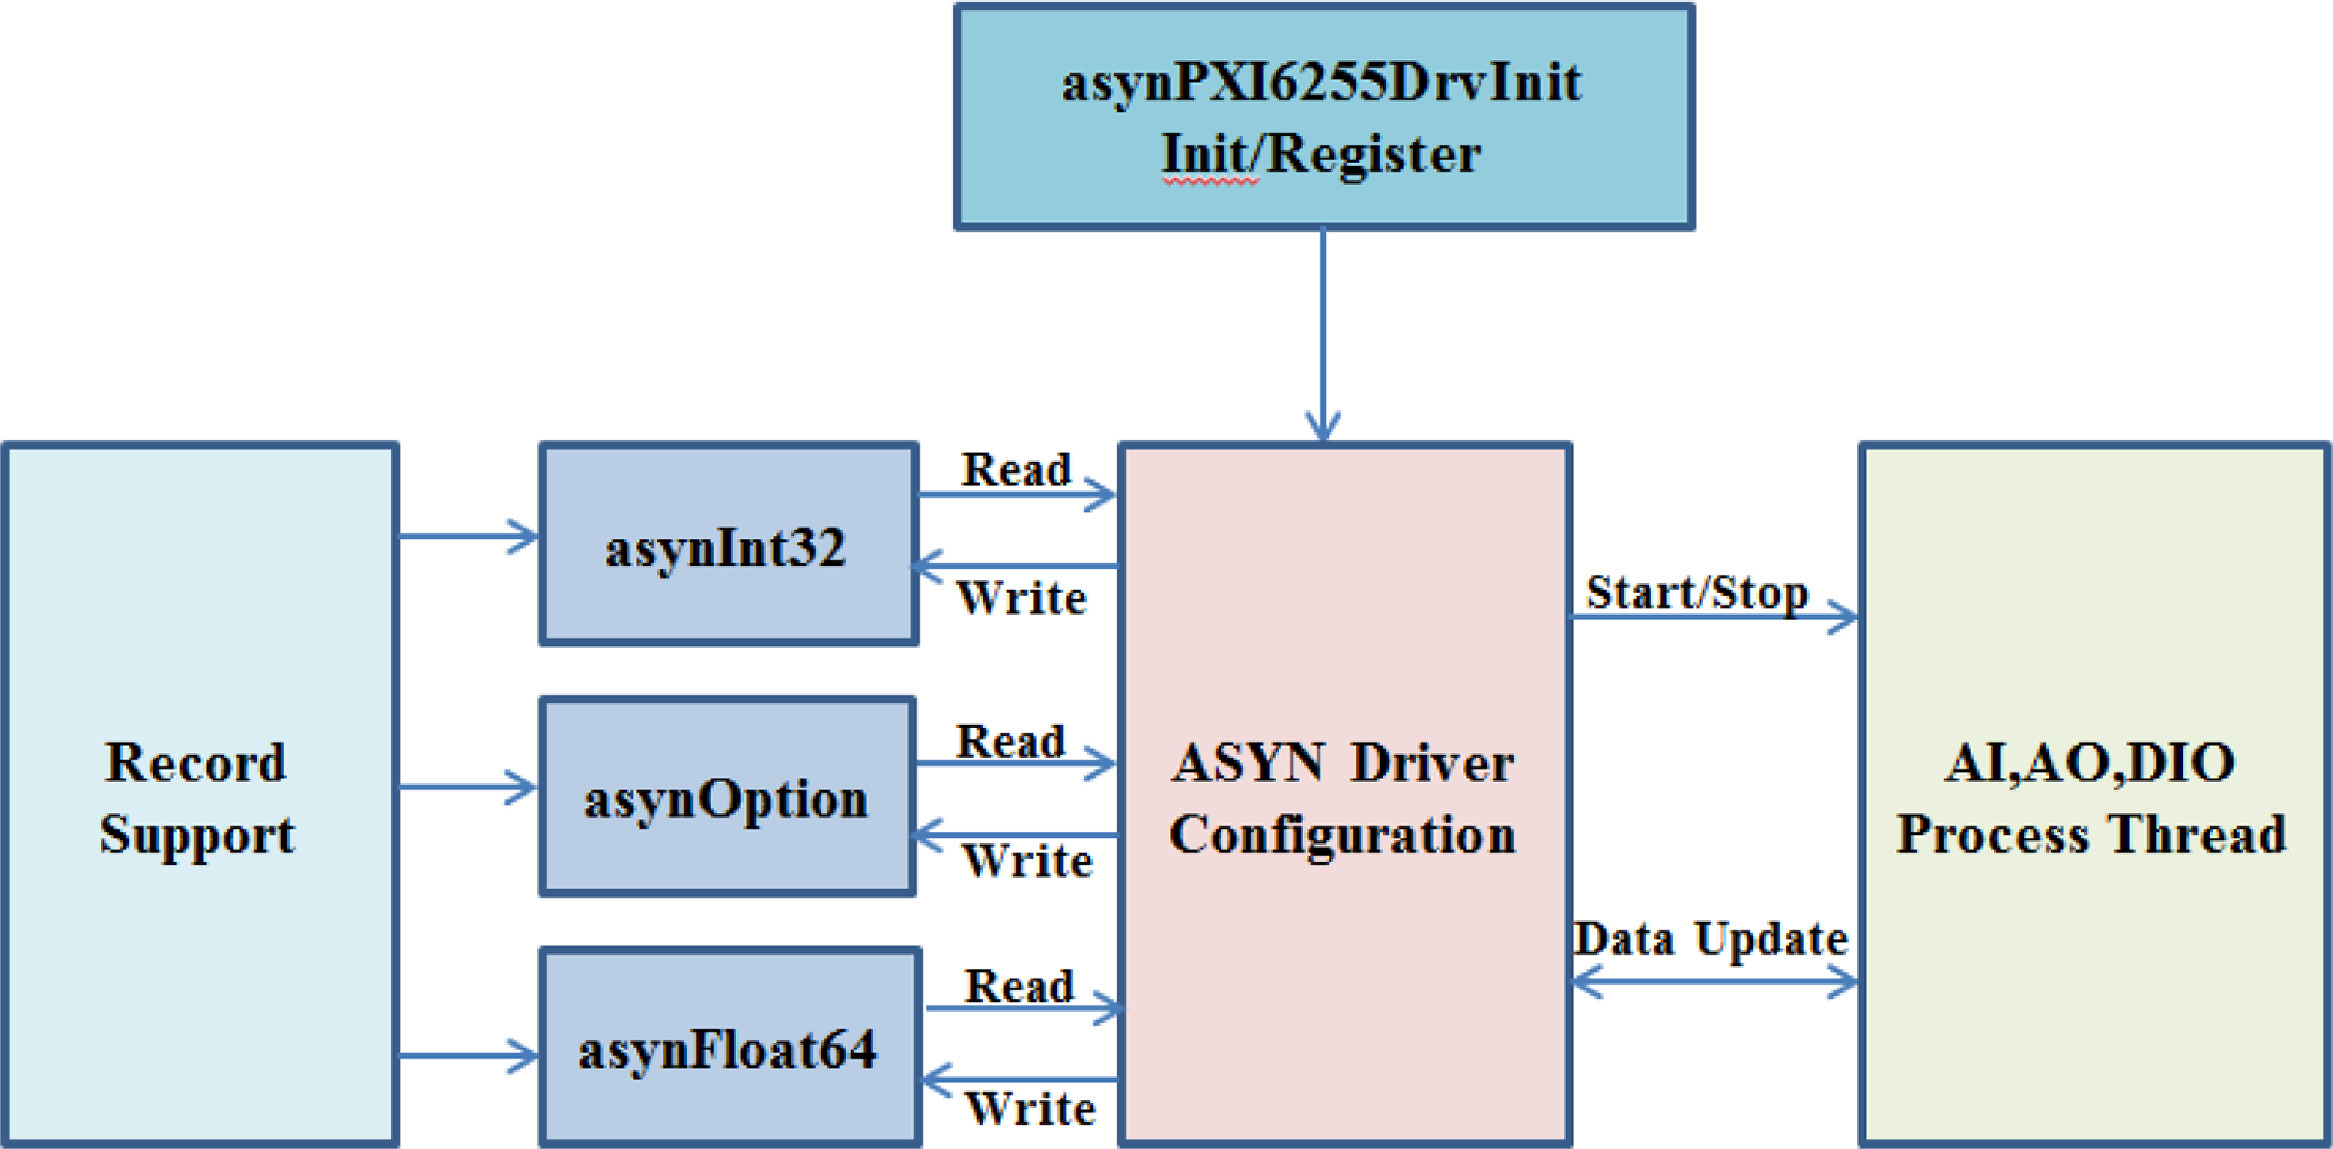 asynPXI6255DrvInit
Init/Register
Record
Support
asynInt32
Read
Write
asynOption
Read
Write
asynFloat64
Read
Write
ASYN Driver
Configuration
Start/Stop
Data Update
AI,AO,DIO
Process Thread